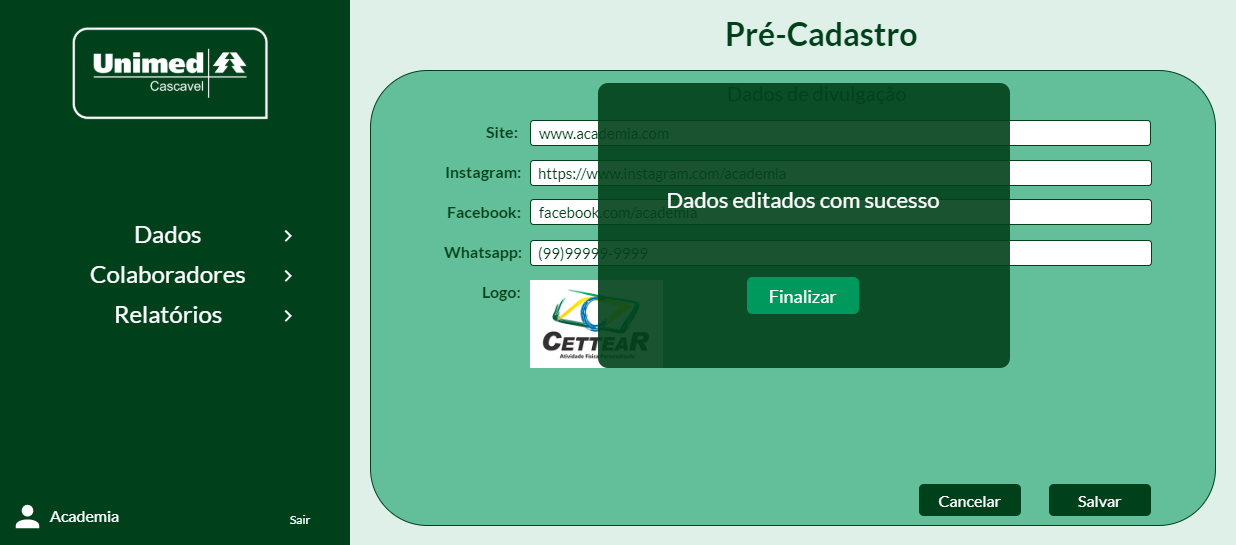 Unimed
Cascavel
Dados
Colaboradores
Relatórios
Academia
Sair
Pré-Cadastro
Dados de divulgação
Site: www.academia.com
Instagram: https://www.instagram.com/academia
Facebook: facebook.com/academia
Whatsapp: (99)99999-9999
Logo:
CETTEAR
Atividade Física
Dados editados com sucesso
Finalizar
Cancelar
Salvar